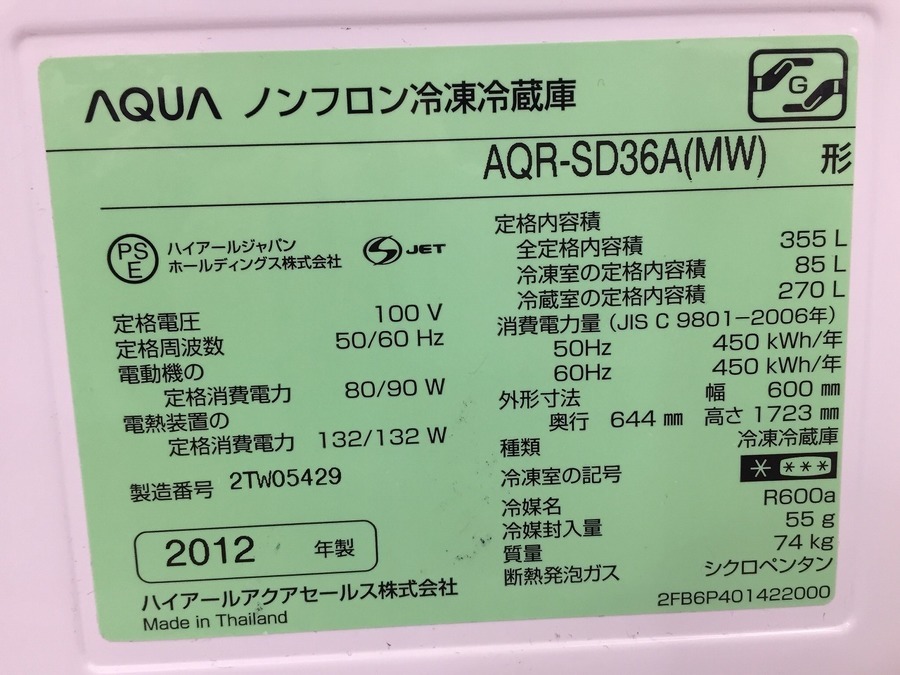 AQUA ノンフロン冷凍冷蔵庫
G
AQR-SD36A(MW) 形
PS E ハイアールジャパン
ホールディングス株式会社
S JET
定格電圧 100 V
定格周波数 50/60 Hz
電動機の
定格消費電力 80/90 W
電熱装置の
定格消費電力 132/132 W
製造番号 2TW05429
2012 年製
ハイアールアクアセールス株式会社
Made in Thailand
定格内容積
全定格内容積 355 L
冷凍室の定格内容積 85 L
冷蔵室の定格内容積 270 L
消費電力量（JIS C 9801−2006年）
50Hz 450 kWh/年
60Hz 450 kWh/年
外形寸法 幅 600 ㎜
奥行 644 ㎜ 高さ 1723 ㎜
種類 冷凍冷蔵庫
冷凍室の記号 * ***
冷媒名 R600a
冷媒封入量 55 g
質量 74 kg
断熱発泡ガス シクロペンタン
2FB6P401422000